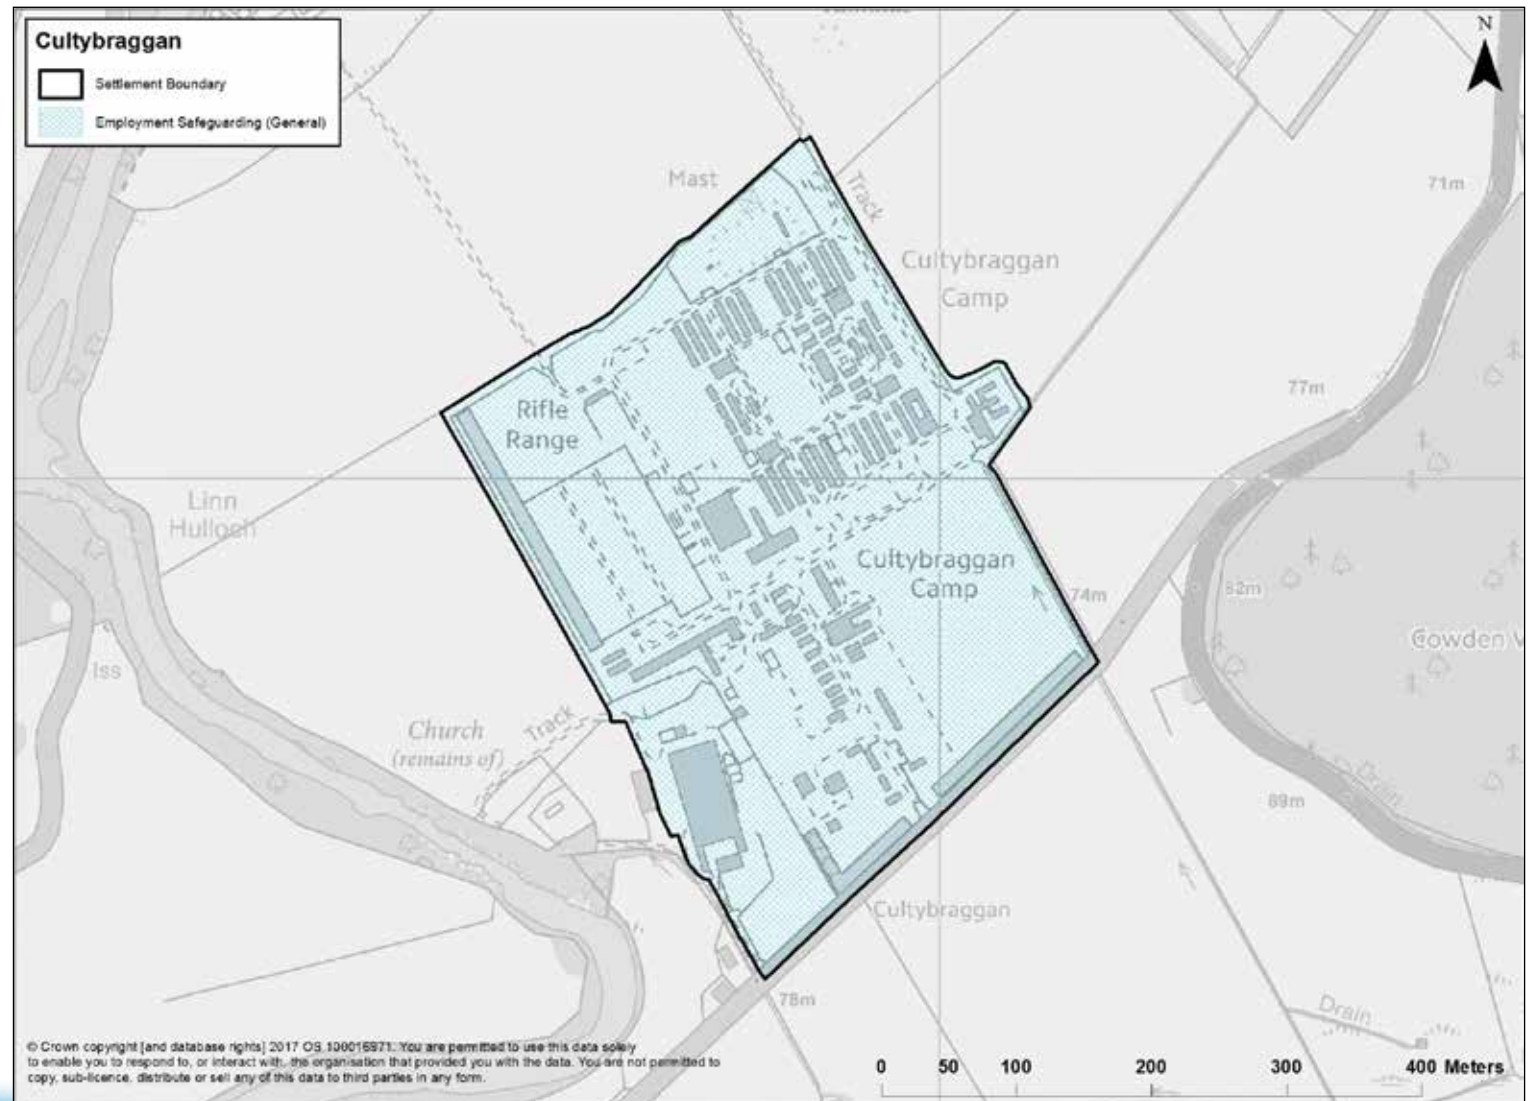 Cultybraggan
Settlement Boundary
Employment Safeguarding (General)
N
Mast
Track
71m
Cultybraggan
Camp
77m
Rifle
Range
Linn
Hulloch
Cultybraggan
Camp
74m
82m
Cowden
Iss
Church
(remains of)
Track
Drain
89m
Cultybraggan
78m
Drain
© Crown copyright [and database rights] 2017 OS 100016971. You are permitted to use this data solely
to enable you to respond to, or interact with, the organisation that provided you with the data. You are not permitted to
copy, sub-licence, distribute or sell any of this data to third parties in any form.
0 50 100 200 300 400 Meters